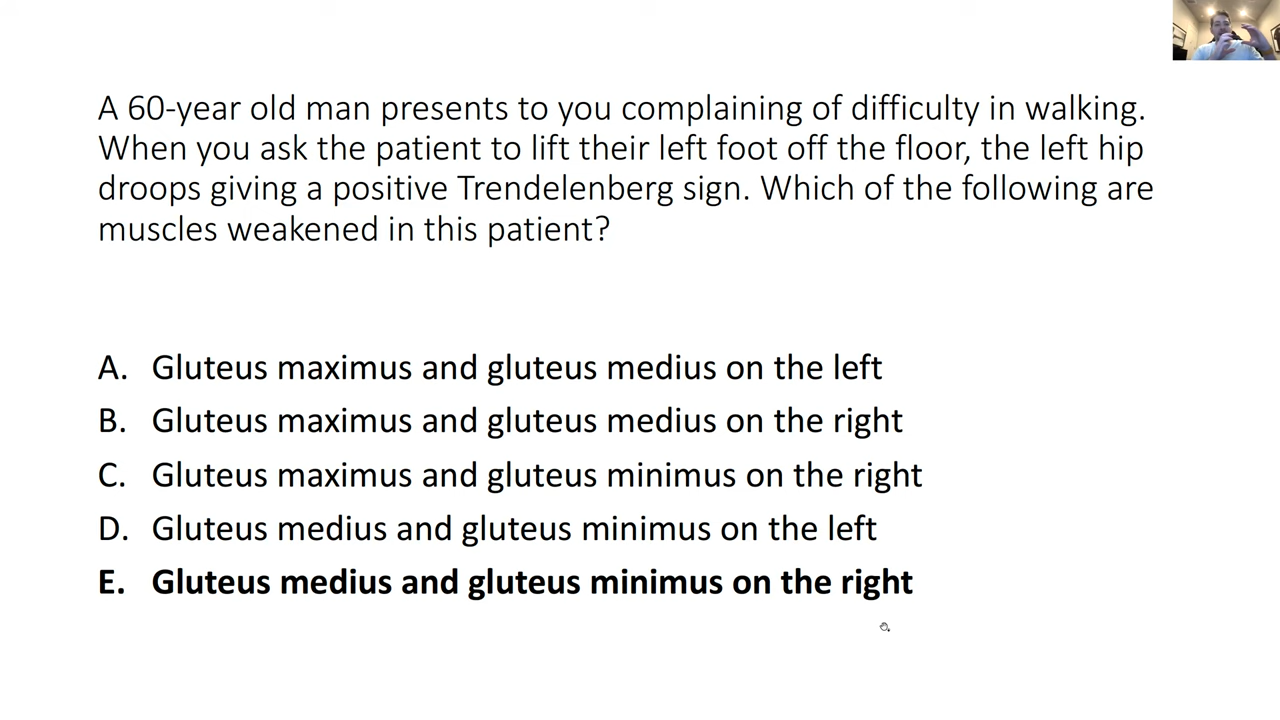 A 60-year old man presents to you complaining of difficulty in walking.
When you ask the patient to lift their left foot off the floor, the left hip
droops giving a positive Trendelenberg sign. Which of the following are
muscles weakened in this patient?
A. Gluteus maximus and gluteus medius on the left
B. Gluteus maximus and gluteus medius on the right
C. Gluteus maximus and gluteus minimus on the right
D. Gluteus medius and gluteus minimus on the left
E. Gluteus medius and gluteus minimus on the right